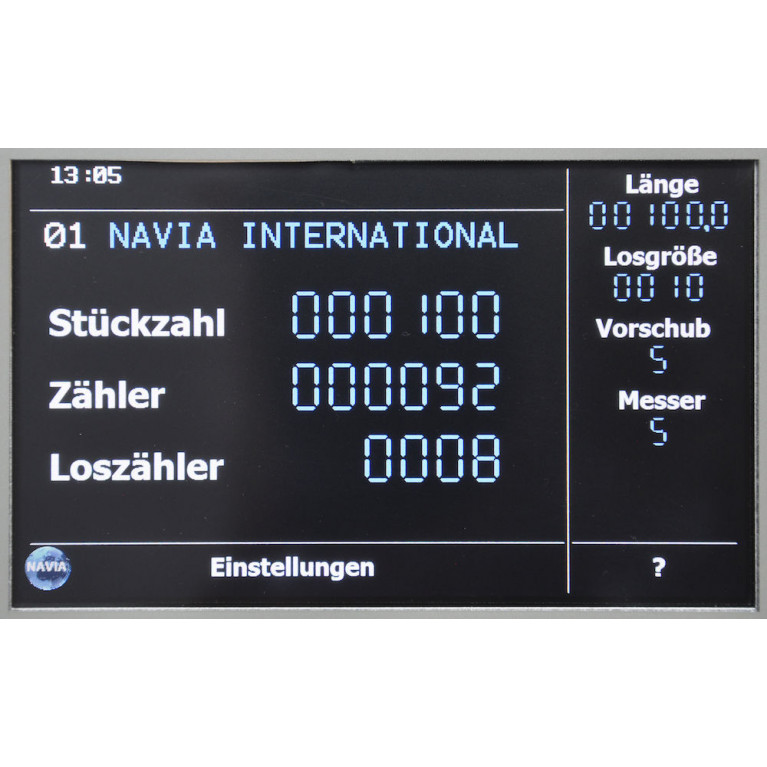 13:05
01 NAVIA INTERNATIONAL
Stückzahl 000100
Zähler 000092
Loszähler 0008
NAVIA Einstellungen
Länge
00100,0
Losgröße
0010
Vorschub
5
Messer
5
?